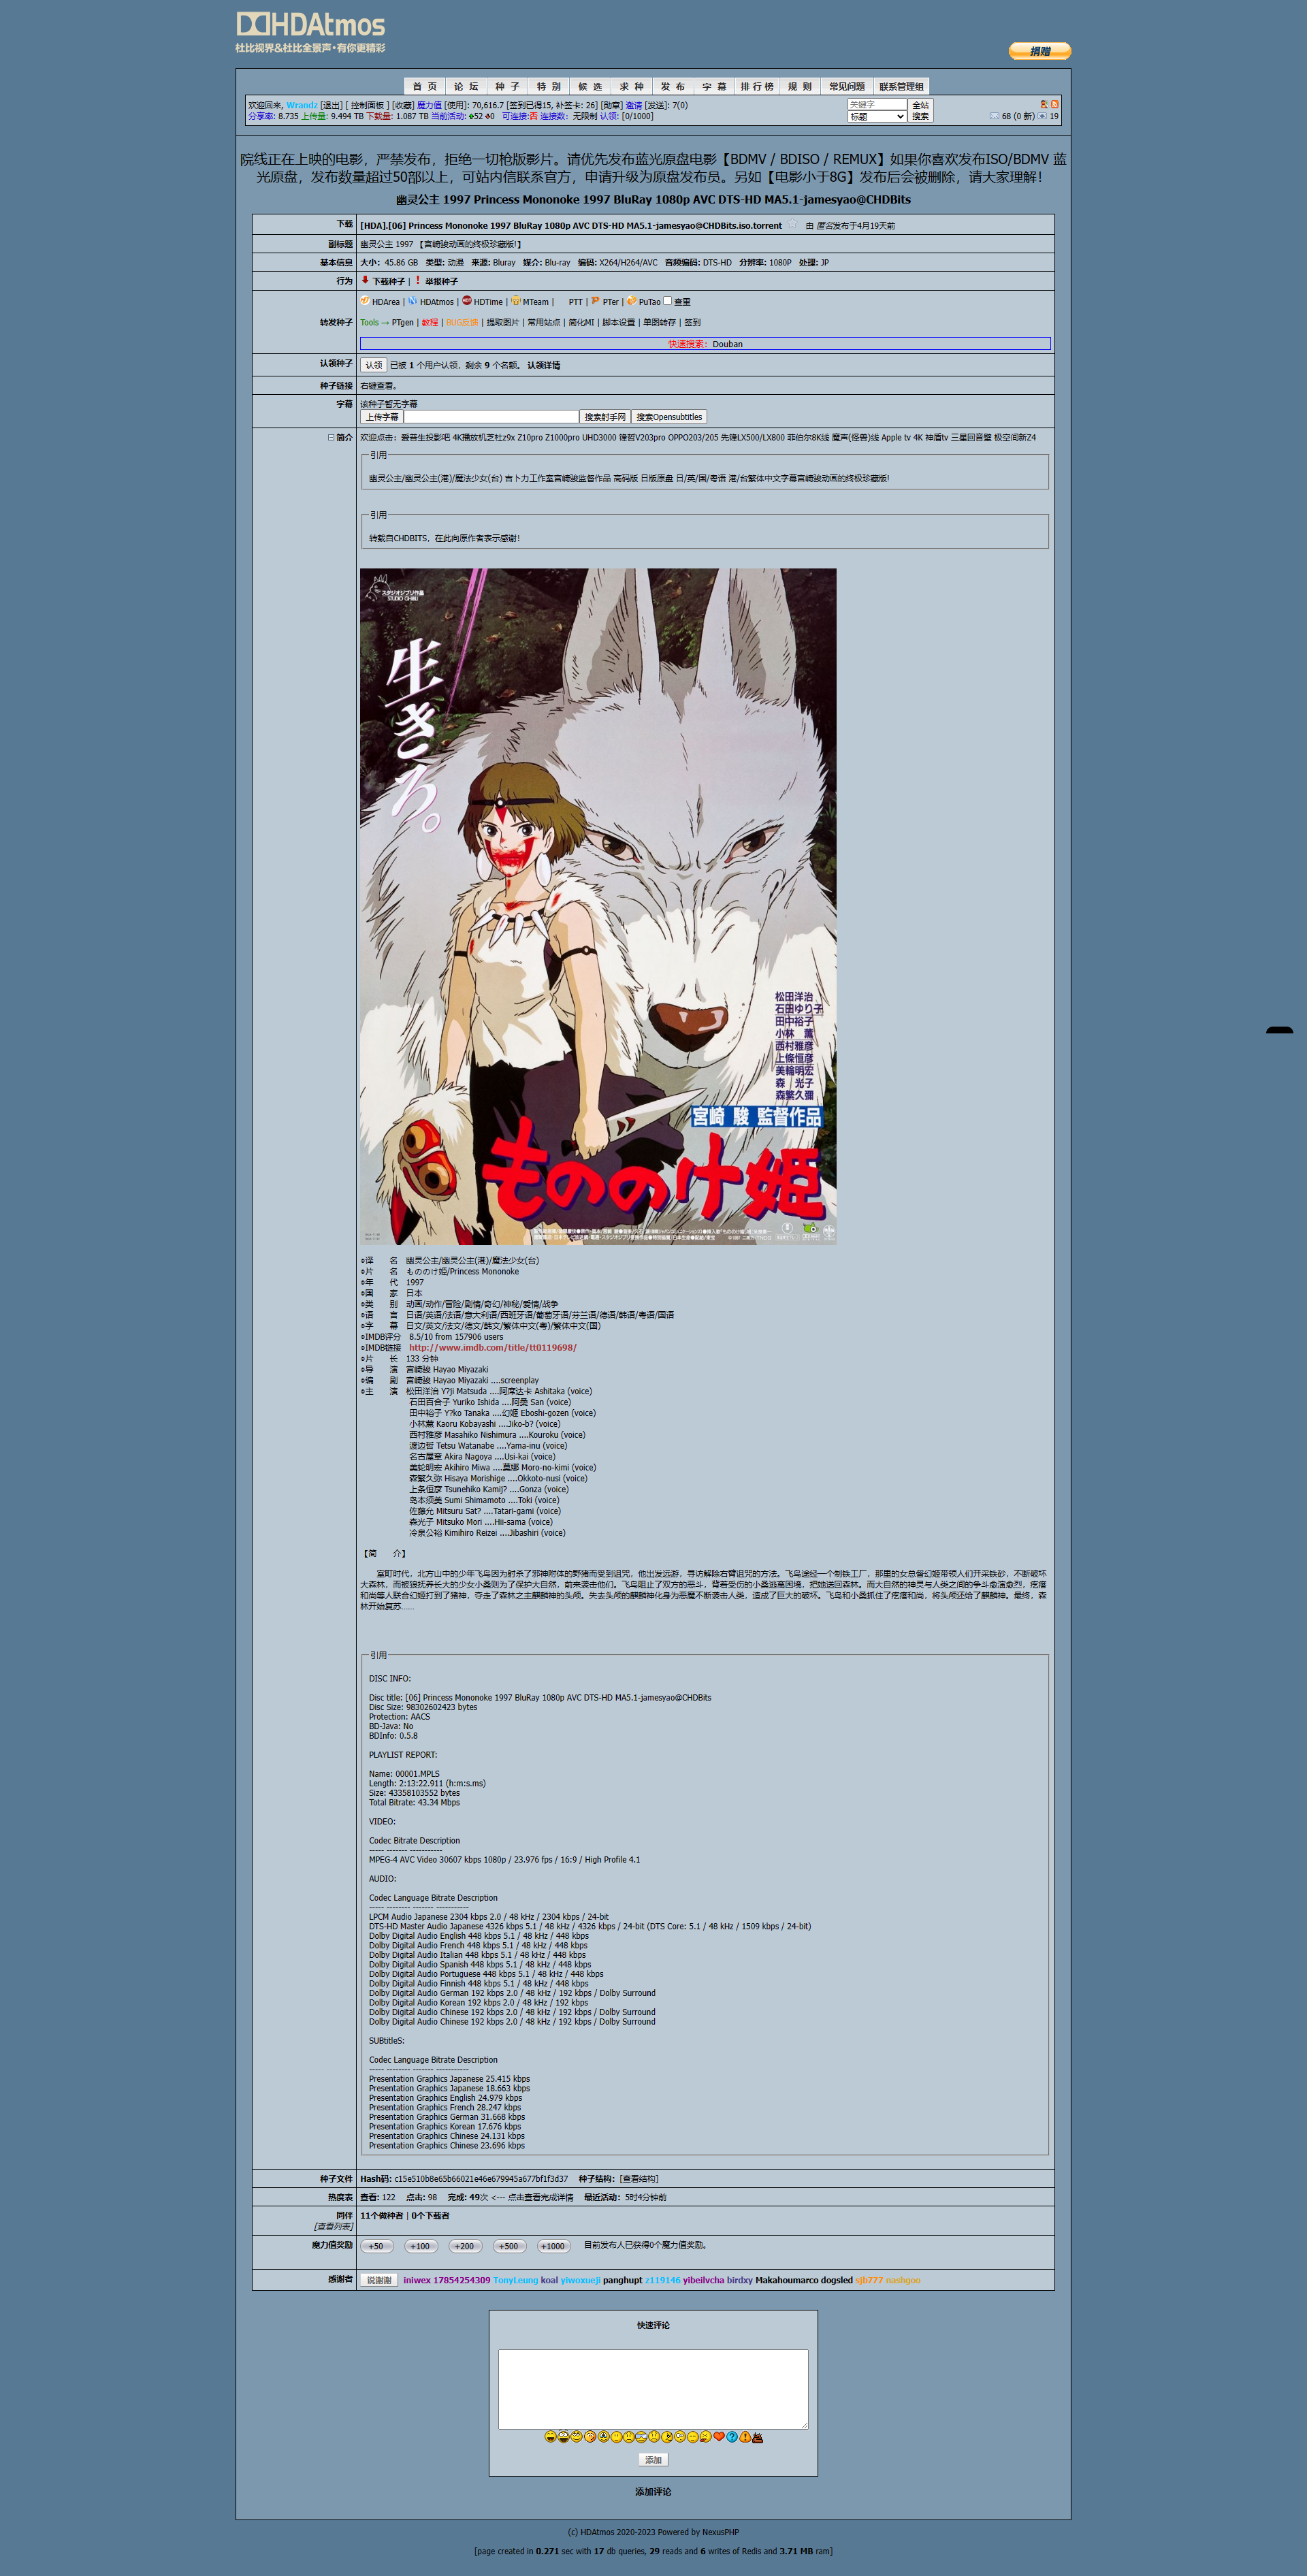 HDAtmos
杜比视界&杜比全景声•有你更精彩
捐赠
首 页 论 坛 种 子 特 别 候 选 求 种 发 布 字 幕 排 行 榜 规 则 常见问题 联系管理组
欢迎回来, Wrandz [退出] [ 控制面板 ] [收藏] 魔力值 [使用]: 70,616.7 [签到已得15, 补签卡: 26] [勋章] 邀请 [发送]: 7(0)
分享率: 8.735 上传量: 9.494 TB 下载量: 1.087 TB 当前活动: 52 0 可连接:否 连接数：无限制 认领: [0/1000]
关键字 全站
标题 搜索
68 (0 新) 19
院线正在上映的电影，严禁发布，拒绝一切枪版影片。请优先发布蓝光原盘电影【BDMV / BDISO / REMUX】如果你喜欢发布ISO/BDMV 蓝
光原盘，发布数量超过50部以上，可站内信联系官方，申请升级为原盘发布员。另如【电影小于8G】发布后会被删除，请大家理解！
幽灵公主 1997 Princess Mononoke 1997 BluRay 1080p AVC DTS-HD MA5.1-jamesyao@CHDBits
下载 [HDA].[06] Princess Mononoke 1997 BluRay 1080p AVC DTS-HD MA5.1-jamesyao@CHDBits.iso.torrent 由 匿名发布于4月19天前
副标题 幽灵公主 1997 【宫崎骏动画的终极珍藏版!】
基本信息 大小：45.86 GB 类型: 动漫 来源: Bluray 媒介: Blu-ray 编码: X264/H264/AVC 音频编码: DTS-HD 分辨率: 1080P 处理: JP
行为 下载种子 | 举报种子
HDArea | HDAtmos | HDTime | MTeam | PTT | PTer | PuTao 查重
转发种子 Tools → PTgen | 教程 | BUG反馈 | 提取图片 | 常用站点 | 简化MI | 脚本设置 | 单图转存 | 签到
快速搜索：Douban
认领种子 认领 已被 1 个用户认领，剩余 9 个名额。 认领详情
种子链接 右键查看。
字幕 该种子暂无字幕
上传字幕 搜索射手网 搜索Opensubtitles
简介 欢迎点击：爱普生投影吧 4K播放机芝杜z9x Z10pro Z1000pro UHD3000 锋哲V203pro OPPO203/205 先锋LX500/LX800 菲伯尔8K线 魔声(怪兽)线 Apple tv 4K 神盾tv 三星回音壁 极空间新Z4
引用
幽灵公主/幽灵公主(港)/魔法少女(台) 吉卜力工作室宫崎骏监督作品 高码版 日版原盘 日/英/国/粤语 港/台繁体中文字幕宫崎骏动画的终极珍藏版!
引用
转载自CHDBITS，在此向原作者表示感谢!
スタジオジブリ作品
STUDIO GHIBLI
生きろ。
松田洋治
石田ゆり子
田中裕子
小林　薫
西村雅彦
上條恒彦
美輪明宏
森　光子
森繁久彌
宮﨑 駿 監督作品
もののけ姫
◎译　　名　幽灵公主/幽灵公主(港)/魔法少女(台)
◎片　　名　もののけ姫/Princess Mononoke
◎年　　代　1997
◎国　　家　日本
◎类　　别　动画/动作/冒险/剧情/奇幻/神秘/爱情/战争
◎语　　言　日语/英语/法语/意大利语/西班牙语/葡萄牙语/芬兰语/德语/韩语/粤语/国语
◎字　　幕　日文/英文/法文/德文/韩文/繁体中文(粤)/繁体中文(国)
◎IMDB评分　8.5/10 from 157906 users
◎IMDB链接　http://www.imdb.com/title/tt0119698/
◎片　　长　133 分钟
◎导　　演　宫崎骏 Hayao Miyazaki
◎编　　剧　宫崎骏 Hayao Miyazaki ....screenplay
◎主　　演　松田洋治 Y?ji Matsuda ....阿席达卡 Ashitaka (voice)
石田百合子 Yuriko Ishida ....阿桑 San (voice)
田中裕子 Y?ko Tanaka ....幻姬 Eboshi-gozen (voice)
小林薰 Kaoru Kobayashi ....Jiko-b? (voice)
西村雅彦 Masahiko Nishimura ....Kouroku (voice)
渡边哲 Tetsu Watanabe ....Yama-inu (voice)
名古屋章 Akira Nagoya ....Usi-kai (voice)
美轮明宏 Akihiro Miwa ....莫娜 Moro-no-kimi (voice)
森繁久弥 Hisaya Morishige ....Okkoto-nusi (voice)
上条恒彦 Tsunehiko Kamij? ....Gonza (voice)
岛本须美 Sumi Shimamoto ....Toki (voice)
佐藤允 Mitsuru Sat? ....Tatari-gami (voice)
森光子 Mitsuko Mori ....Hii-sama (voice)
冷泉公裕 Kimihiro Reizei ....Jibashiri (voice)
【简　　介】
室町时代，北方山中的少年飞鸟因为射杀了邪神附体的野猪而受到诅咒，他出发远游，寻访解除右臂诅咒的方法。飞鸟途经一个制铁工厂，那里的女总督幻姬带领人们开采铁砂，不断破坏
大森林，而被狼抚养长大的少女小桑则为了保护大自然，前来袭击他们。飞鸟阻止了双方的恶斗，背着受伤的小桑逃离困境，把她送回森林。而大自然的神灵与人类之间的争斗愈演愈烈，疙瘩
和尚等人联合幻姬打到了猪神，夺走了森林之主麒麟神的头颅。失去头颅的麒麟神化身为恶魔不断袭击人类，造成了巨大的破坏。飞鸟和小桑抓住了疙瘩和尚，将头颅还给了麒麟神。最终，森
林开始复苏……
引用
DISC INFO:
Disc title: [06] Princess Mononoke 1997 BluRay 1080p AVC DTS-HD MA5.1-jamesyao@CHDBits
Disc Size: 98302602423 bytes
Protection: AACS
BD-Java: No
BDInfo: 0.5.8
PLAYLIST REPORT:
Name: 00001.MPLS
Length: 2:13:22.911 (h:m:s.ms)
Size: 43358103552 bytes
Total Bitrate: 43.34 Mbps
VIDEO:
Codec Bitrate Description
----- ------- -----------
MPEG-4 AVC Video 30607 kbps 1080p / 23.976 fps / 16:9 / High Profile 4.1
AUDIO:
Codec Language Bitrate Description
----- -------- ------- -----------
LPCM Audio Japanese 2304 kbps 2.0 / 48 kHz / 2304 kbps / 24-bit
DTS-HD Master Audio Japanese 4326 kbps 5.1 / 48 kHz / 4326 kbps / 24-bit (DTS Core: 5.1 / 48 kHz / 1509 kbps / 24-bit)
Dolby Digital Audio English 448 kbps 5.1 / 48 kHz / 448 kbps
Dolby Digital Audio French 448 kbps 5.1 / 48 kHz / 448 kbps
Dolby Digital Audio Italian 448 kbps 5.1 / 48 kHz / 448 kbps
Dolby Digital Audio Spanish 448 kbps 5.1 / 48 kHz / 448 kbps
Dolby Digital Audio Portuguese 448 kbps 5.1 / 48 kHz / 448 kbps
Dolby Digital Audio Finnish 448 kbps 5.1 / 48 kHz / 448 kbps
Dolby Digital Audio German 192 kbps 2.0 / 48 kHz / 192 kbps / Dolby Surround
Dolby Digital Audio Korean 192 kbps 2.0 / 48 kHz / 192 kbps
Dolby Digital Audio Chinese 192 kbps 2.0 / 48 kHz / 192 kbps / Dolby Surround
Dolby Digital Audio Chinese 192 kbps 2.0 / 48 kHz / 192 kbps / Dolby Surround
SUBtitleS:
Codec Language Bitrate Description
----- -------- ------- -----------
Presentation Graphics Japanese 25.415 kbps
Presentation Graphics Japanese 18.663 kbps
Presentation Graphics English 24.979 kbps
Presentation Graphics French 28.247 kbps
Presentation Graphics German 31.668 kbps
Presentation Graphics Korean 17.676 kbps
Presentation Graphics Chinese 24.131 kbps
Presentation Graphics Chinese 23.696 kbps
种子文件 Hash码: c15e510b8e65b66021e46e679945a677bf1f3d37 种子结构：[查看结构]
热度表 查看: 122 点击: 98 完成: 49次 <--- 点击查看完成详情 最近活动：5时4分钟前
同伴 11个做种者 | 0个下载者
[查看列表]
魔力值奖励 +50 +100 +200 +500 +1000 目前发布人已获得0个魔力值奖励。
感谢者 说谢谢 iniwex 17854254309 TonyLeung koal yiwoxueji panghupt z119146 yibeilvcha birdxy Makahoumarco dogsled sjb777 nashgoo
快速评论
添加
添加评论
(c) HDAtmos 2020-2023 Powered by NexusPHP
[page created in 0.271 sec with 17 db queries, 29 reads and 6 writes of Redis and 3.71 MB ram]